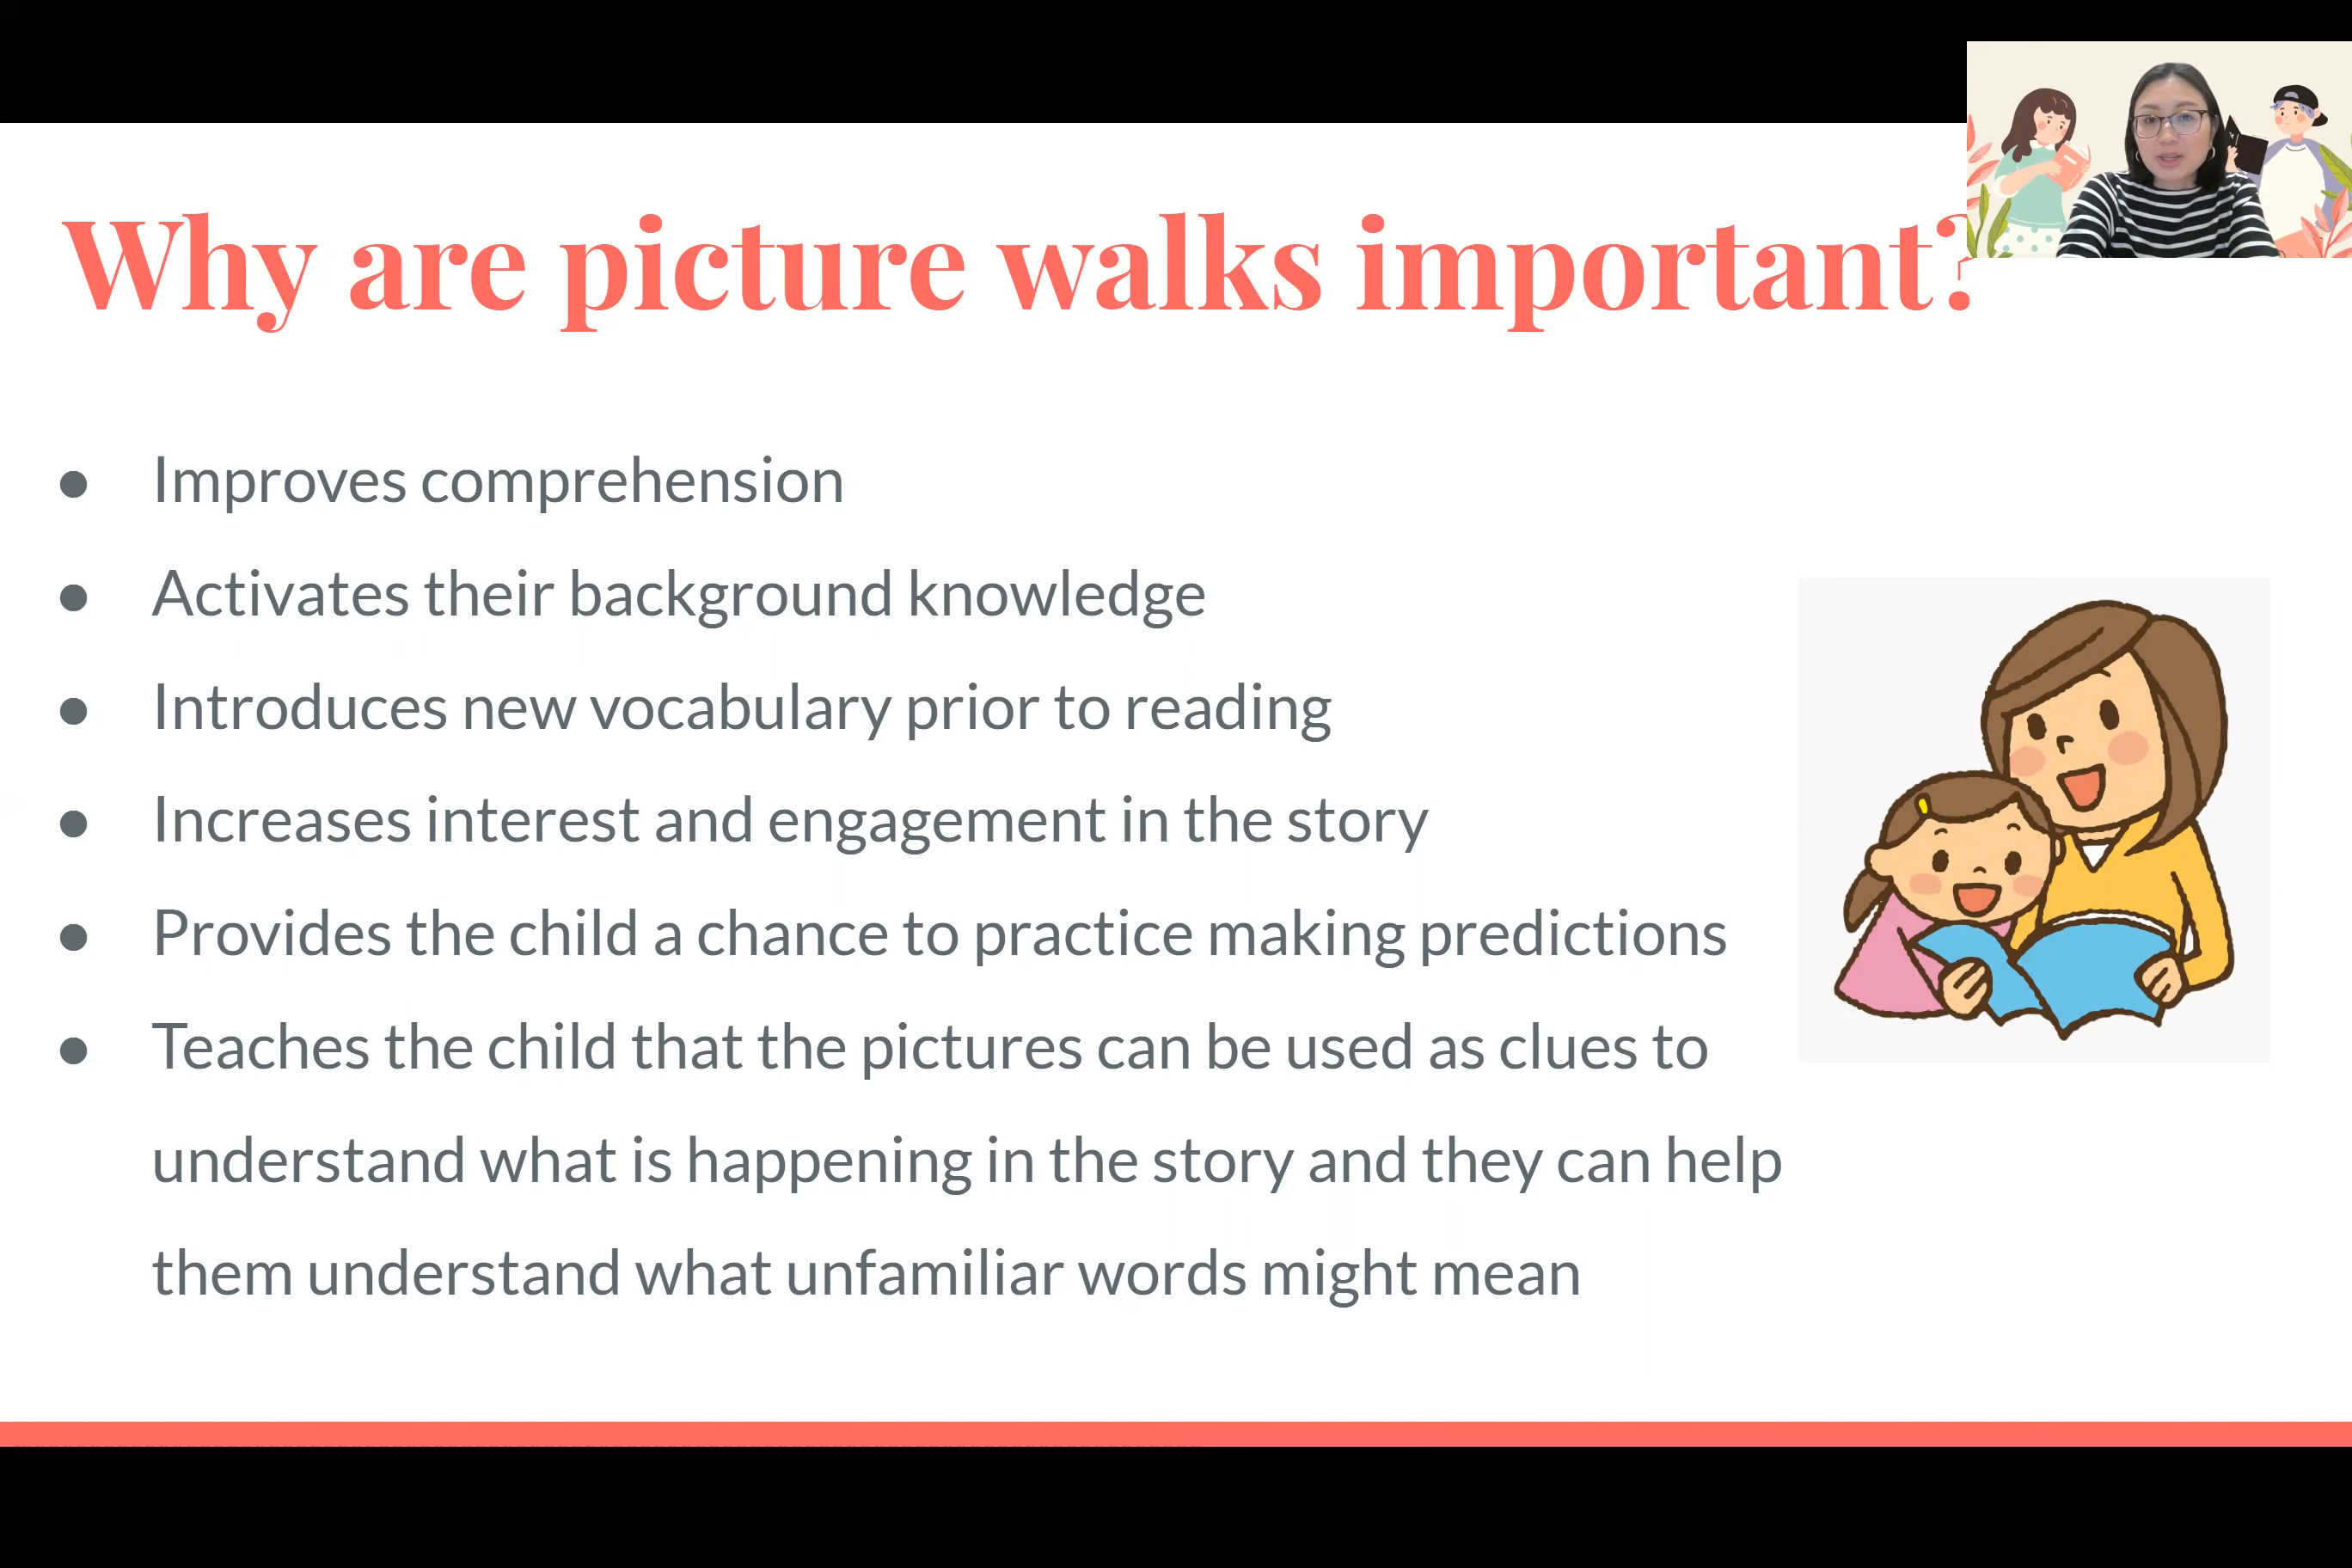 Why are picture walks important?
● Improves comprehension
● Activates their background knowledge
● Introduces new vocabulary prior to reading
● Increases interest and engagement in the story
● Provides the child a chance to practice making predictions
● Teaches the child that the pictures can be used as clues to
understand what is happening in the story and they can help
them understand what unfamiliar words might mean